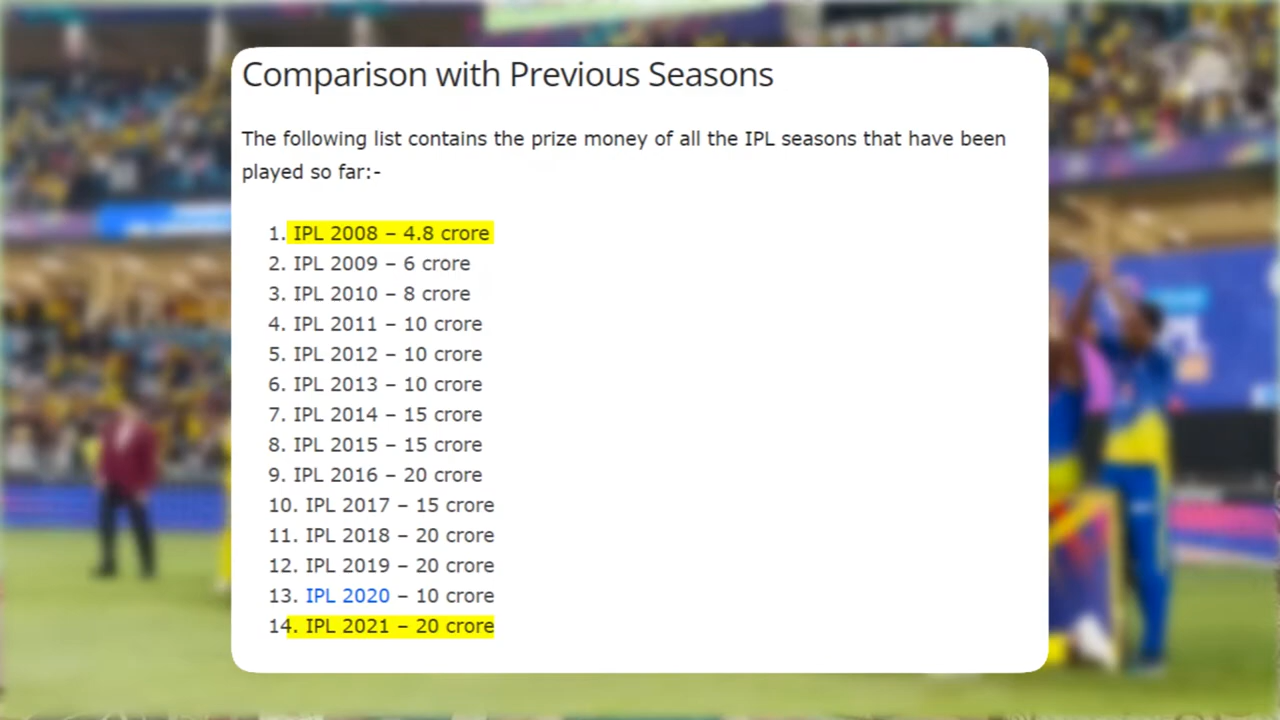 Comparison with Previous Seasons
The following list contains the prize money of all the IPL seasons that have been
played so far:-
1. IPL 2008 – 4.8 crore
2. IPL 2009 – 6 crore
3. IPL 2010 – 8 crore
4. IPL 2011 – 10 crore
5. IPL 2012 – 10 crore
6. IPL 2013 – 10 crore
7. IPL 2014 – 15 crore
8. IPL 2015 – 15 crore
9. IPL 2016 – 20 crore
10. IPL 2017 – 15 crore
11. IPL 2018 – 20 crore
12. IPL 2019 – 20 crore
13. IPL 2020 – 10 crore
14. IPL 2021 – 20 crore